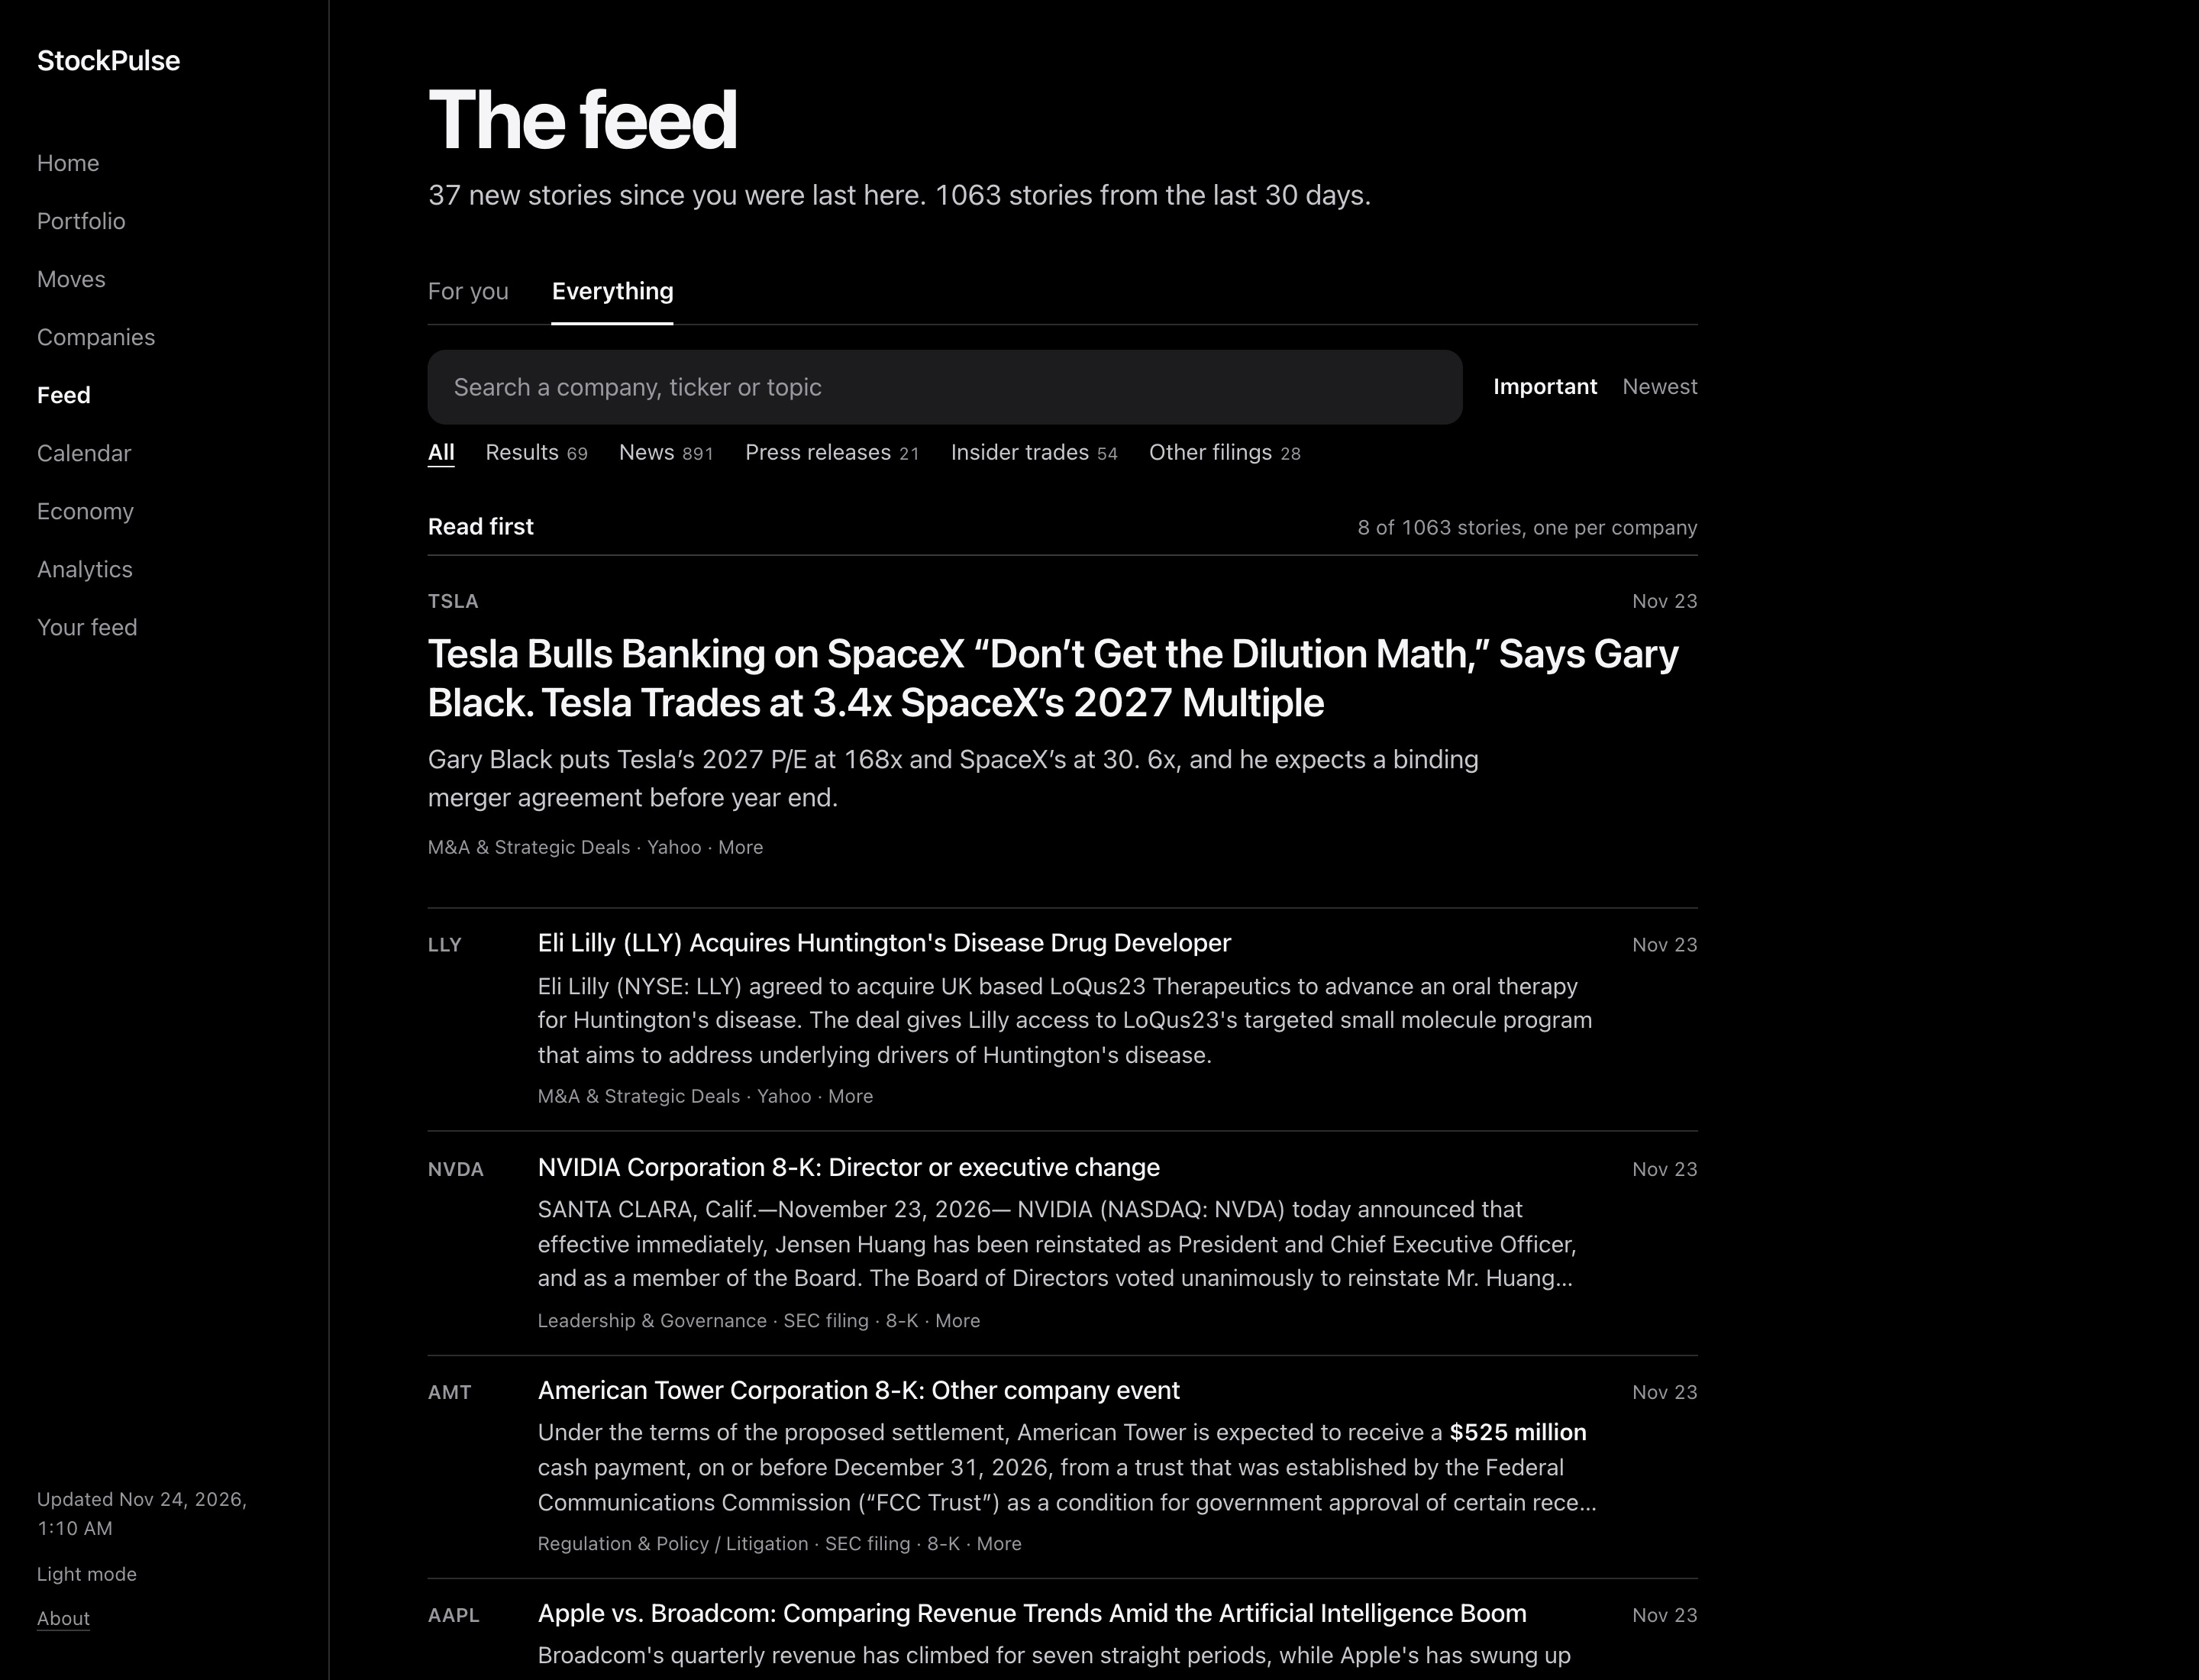 StockPulse
Home
Portfolio
Moves
Companies
Feed
Calendar
Economy
Analytics
Your feed
Updated Nov 24, 2026,
1:10 AM
Light mode
About
The feed
37 new stories since you were last here. 1063 stories from the last 30 days.
For you Everything
Search a company, ticker or topic Important Newest
All Results 69 News 891 Press releases 21 Insider trades 54 Other filings 28
Read first 8 of 1063 stories, one per company
TSLA Nov 23
Tesla Bulls Banking on SpaceX “Don’t Get the Dilution Math,” Says Gary
Black. Tesla Trades at 3.4x SpaceX’s 2027 Multiple
Gary Black puts Tesla’s 2027 P/E at 168x and SpaceX’s at 30. 6x, and he expects a binding
merger agreement before year end.
M&A & Strategic Deals · Yahoo · More
LLY Eli Lilly (LLY) Acquires Huntington's Disease Drug Developer Nov 23
Eli Lilly (NYSE: LLY) agreed to acquire UK based LoQus23 Therapeutics to advance an oral therapy
for Huntington's disease. The deal gives Lilly access to LoQus23's targeted small molecule program
that aims to address underlying drivers of Huntington's disease.
M&A & Strategic Deals · Yahoo · More
NVDA NVIDIA Corporation 8-K: Director or executive change Nov 23
SANTA CLARA, Calif.—November 23, 2026— NVIDIA (NASDAQ: NVDA) today announced that
effective immediately, Jensen Huang has been reinstated as President and Chief Executive Officer,
and as a member of the Board. The Board of Directors voted unanimously to reinstate Mr. Huang...
Leadership & Governance · SEC filing · 8-K · More
AMT American Tower Corporation 8-K: Other company event Nov 23
Under the terms of the proposed settlement, American Tower is expected to receive a $525 million
cash payment, on or before December 31, 2026, from a trust that was established by the Federal
Communications Commission (“FCC Trust”) as a condition for government approval of certain rece...
Regulation & Policy / Litigation · SEC filing · 8-K · More
AAPL Apple vs. Broadcom: Comparing Revenue Trends Amid the Artificial Intelligence Boom Nov 23
Broadcom's quarterly revenue has climbed for seven straight periods, while Apple's has swung up